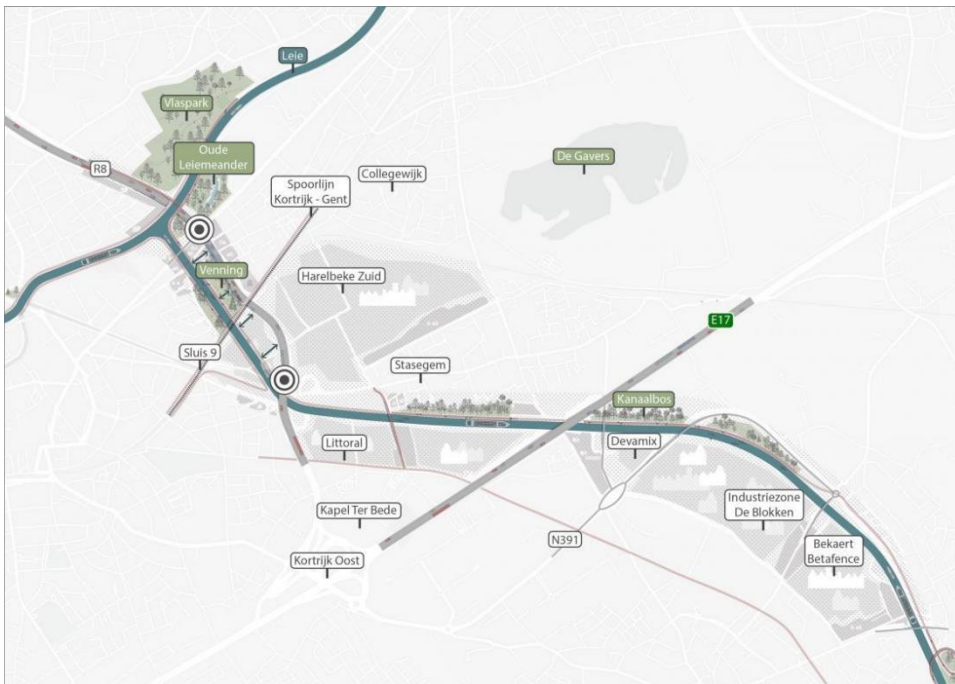 Leie
Vlaspark
Oude
Leiemeander
De Gavers
R8
Collegewijk
Spoorlijn
Kortrijk - Gent
Venning
Harelbeke Zuid
E17
Sluis 9
Stasegem
Kanaalbos
Littoral
Devamix
Industriezone
De Blokken
Kapel Ter Bede
N391
Bekaert
Betafence
Kortrijk Oost